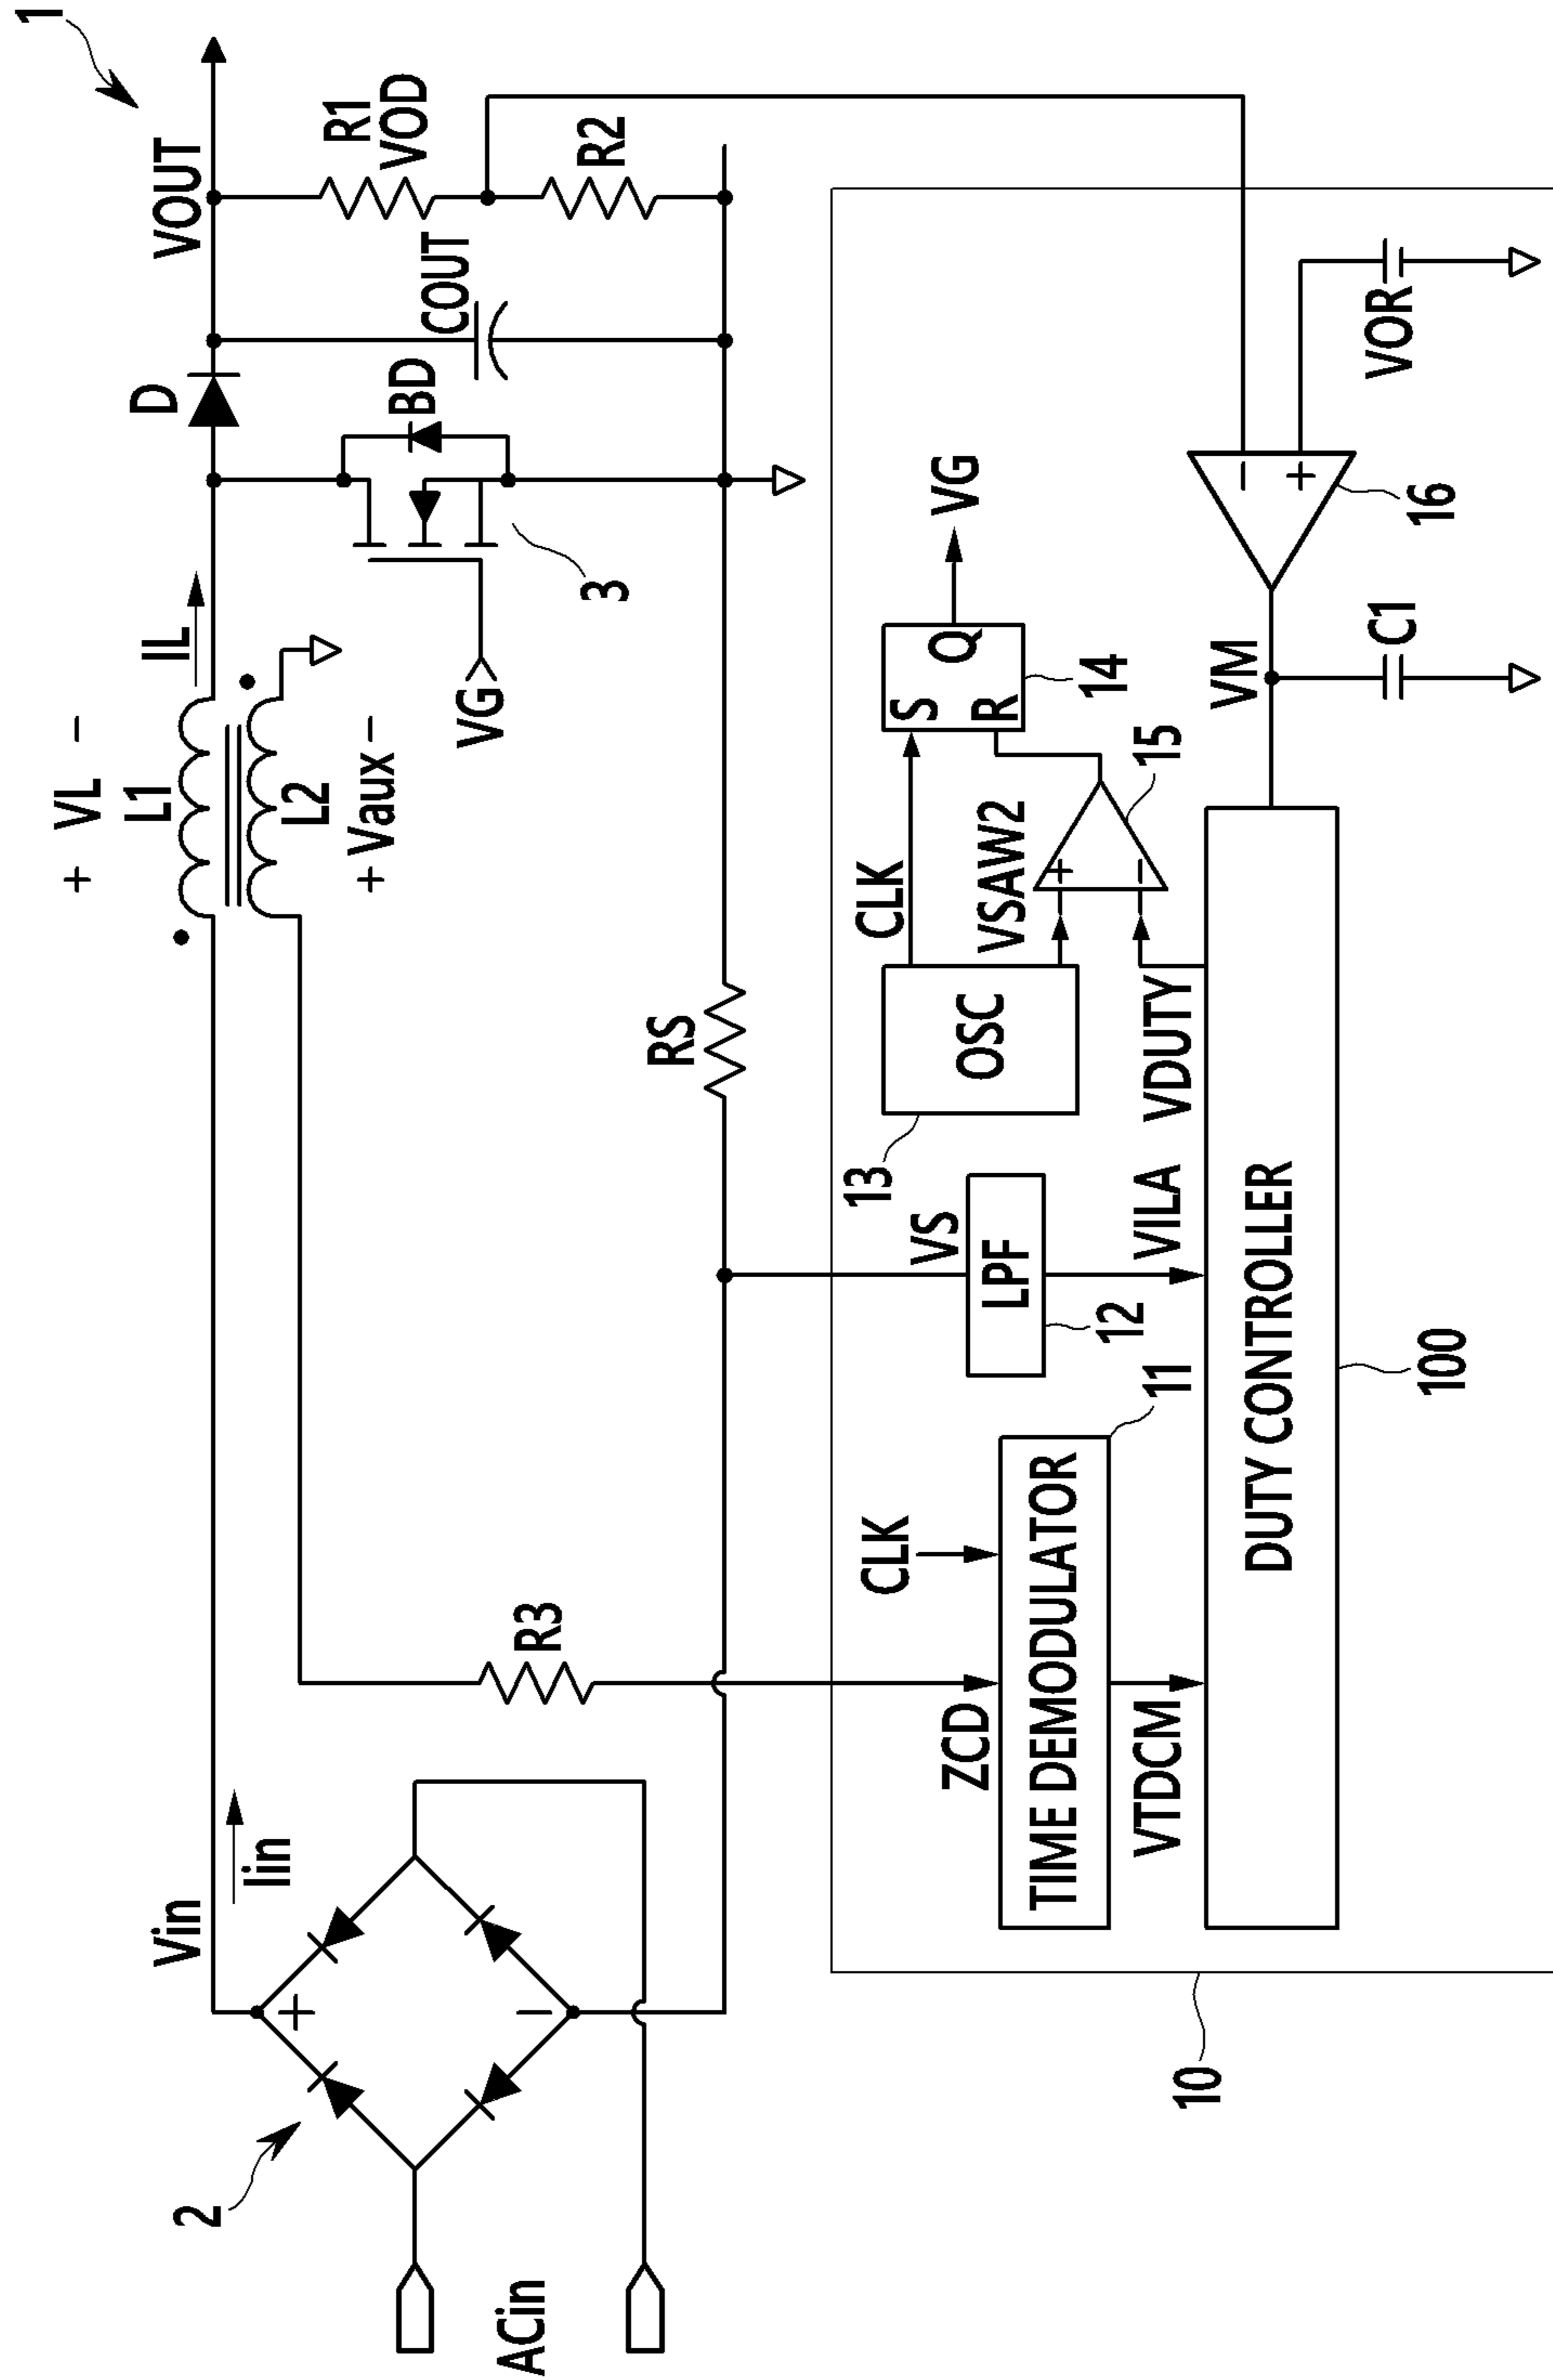 1
+ VL -
L1
IL
D
VOUT
Vin
Iin
L2
+ Vaux -
VG
3
BD
COUT
R1
VOD
R2
2
+
-
ACin
R3
RS
10
ZCD
CLK
TIME DEMODULATOR
11
VTDCM
VS
LPF
12
VILA
13
OSC
CLK
VSAW2
VDUTY
+
-
15
S
R
Q
14
VG
DUTY CONTROLLER
100
VM
C1
-
+
16
VOR